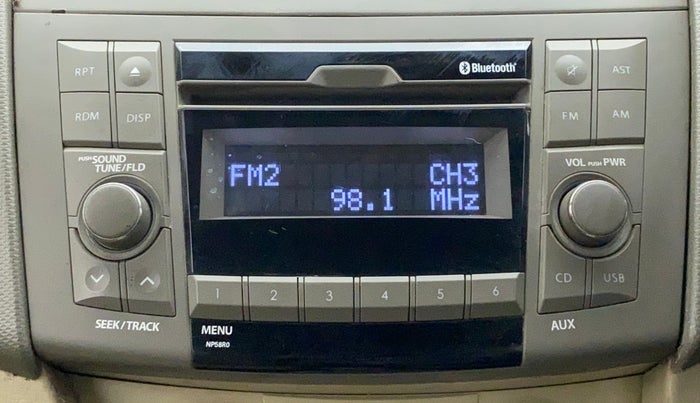 Bluetooth
RPT
AST
RDM
DISP
FM
AM
PUSH SOUND
TUNE/FLD
VOL PUSH PWR
FM2 CH3
98.1 MHz
1 2 3 4 5 6
CD
USB
SEEK/TRACK
MENU
NP58R0
AUX